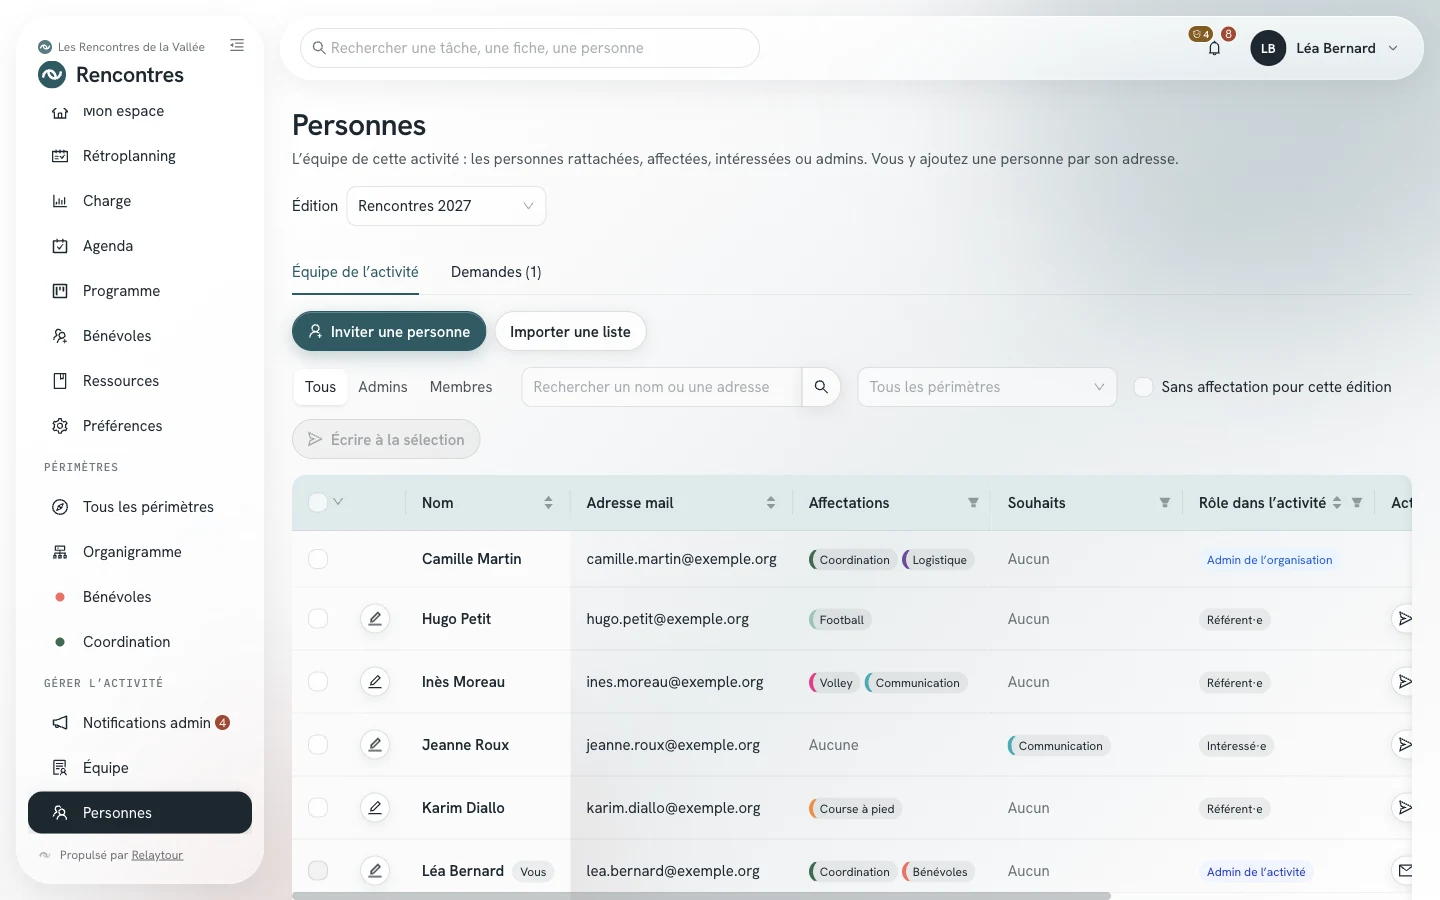 Les Rencontres de la Vallée
Rencontres
Mon espace
Rétroplanning
Charge
Agenda
Programme
Bénévoles
Ressources
Préférences
PÉRIMÈTRES
Tous les périmètres
Organigramme
Bénévoles
Coordination
GÉRER L’ACTIVITÉ
Notifications admin 4
Équipe
Personnes
Propulsé par Relaytour
Rechercher une tâche, une fiche, une personne
4 8
LB Léa Bernard
Personnes
L’équipe de cette activité : les personnes rattachées, affectées, intéressées ou admins. Vous y ajoutez une personne par son adresse.
Édition Rencontres 2027
Équipe de l’activité Demandes (1)
Inviter une personne Importer une liste
Tous Admins Membres Rechercher un nom ou une adresse Tous les périmètres Sans affectation pour cette édition
Écrire à la sélection
Nom Adresse mail Affectations Souhaits Rôle dans l’activité Act
Camille Martin camille.martin@exemple.org Coordination Logistique Aucun Admin de l’organisation
Hugo Petit hugo.petit@exemple.org Football Aucun Référent·e
Inès Moreau ines.moreau@exemple.org Volley Communication Aucun Référent·e
Jeanne Roux jeanne.roux@exemple.org Aucune Communication Intéressé·e
Karim Diallo karim.diallo@exemple.org Course à pied Aucun Référent·e
Léa Bernard Vous lea.bernard@exemple.org Coordination Bénévoles Aucun Admin de l’activité